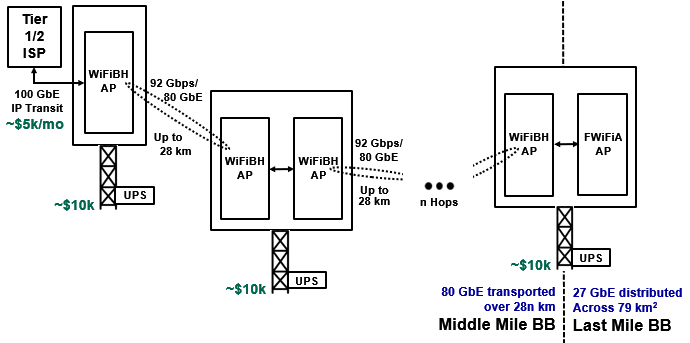 Tier
1/2
ISP
100 GbE
IP Transit
~$5k/mo
WiFiBH
AP
UPS
~$10k
92 Gbps/
80 GbE
Up to
28 km
WiFiBH
AP
WiFiBH
AP
UPS
~$10k
92 Gbps/
80 GbE
Up to
28 km
n Hops
WiFiBH
AP
FWiFiA
AP
UPS
~$10k
80 GbE transported
over 28n km
Middle Mile BB
27 GbE distributed
Across 79 km²
Last Mile BB